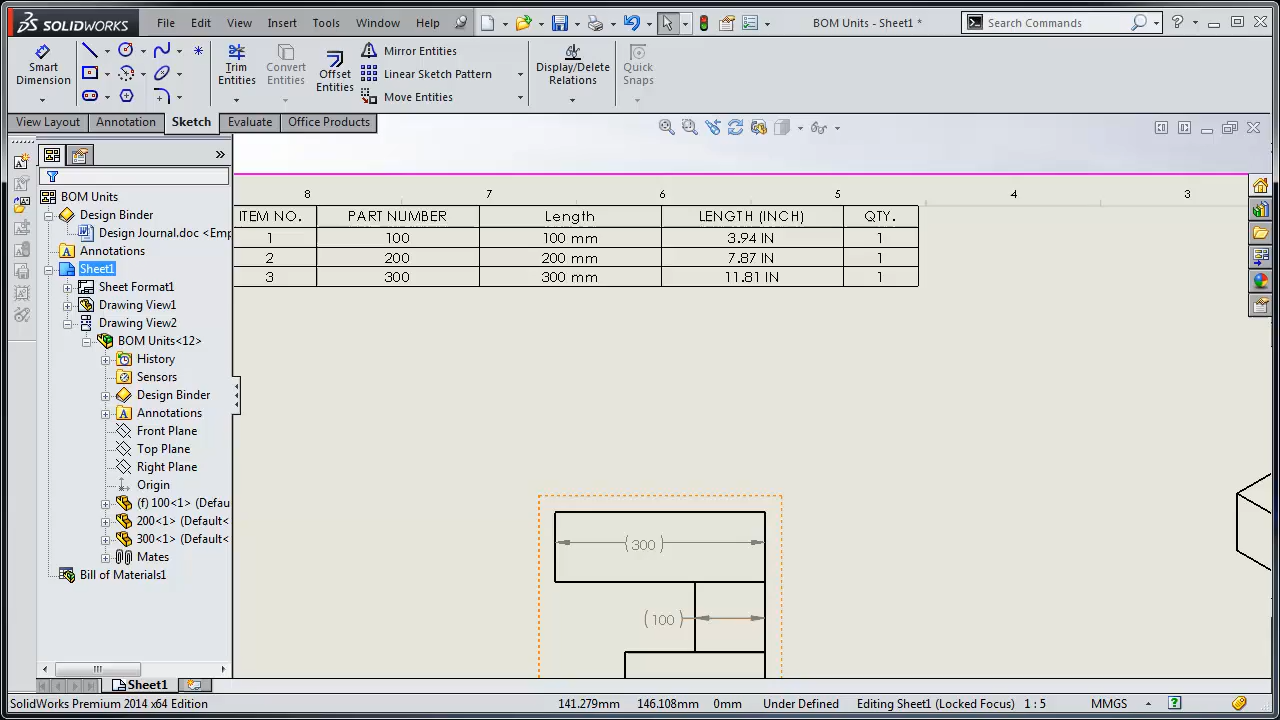 SOLIDWORKS File Edit View Insert Tools Window Help BOM Units - Sheet1 * Search Commands
Smart Dimension
Trim Entities
Convert Entities
Offset Entities
Mirror Entities
Linear Sketch Pattern
Move Entities
Display/Delete Relations
Quick Snaps
View Layout Annotation Sketch Evaluate Office Products
BOM Units
Design Binder
Design Journal.doc <Emp
Annotations
Sheet1
Sheet Format1
Drawing View1
Drawing View2
BOM Units<12>
History
Sensors
Design Binder
Annotations
Front Plane
Top Plane
Right Plane
Origin
(f) 100<1> (Defau
200<1> (Default<
300<1> (Default<
Mates
Bill of Materials1
8 7 6 5 4 3
ITEM NO. PART NUMBER Length LENGTH (INCH) QTY.
1 100 100 mm 3.94 IN 1
2 200 200 mm 7.87 IN 1
3 300 300 mm 11.81 IN 1
(300)
(100)
Sheet1
SolidWorks Premium 2014 x64 Edition 141.279mm 146.108mm 0mm Under Defined Editing Sheet1 (Locked Focus) 1 : 5 MMGS